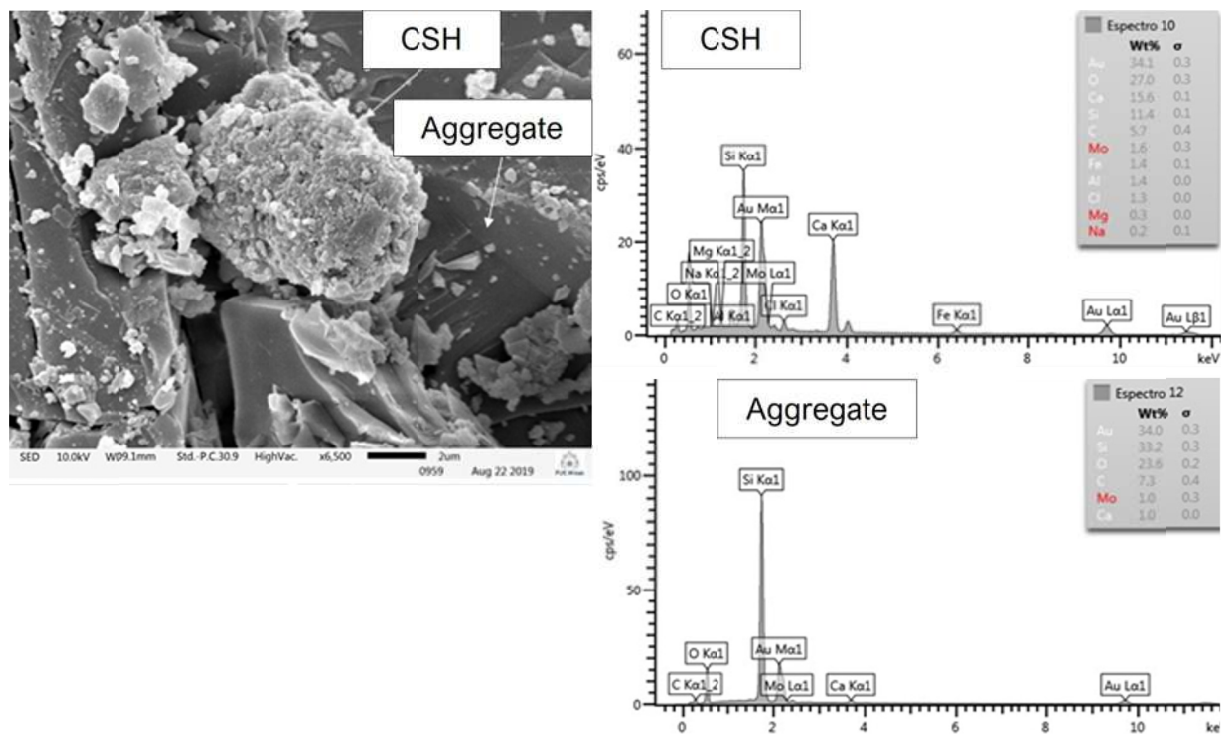 CSH
Aggregate
SED 10.0kV WD9.1mm Std.-P.C.30.9 HighVac. x6,500 2um
0959 Aug 22 2019
CSH
Espectro 10
Wt% σ
Au 34.1 0.3
O 27.0 0.3
Ca 15.6 0.1
Si 11.4 0.1
C 5.7 0.4
Mo 1.6 0.3
Fe 1.4 0.1
Al 1.4 0.0
Cl 1.3 0.0
Mg 0.3 0.0
Na 0.2 0.1
60
40
20
0
cps/eV
Si Kα1
Au Mα1
Ca Kα1
Mg Kα1_2
Na Kα1_2
Mo Lα1
O Kα1
Cl Kα1
C Kα1_2
Al Kα1
Fe Kα1
Au Lα1
Au Lβ1
0 2 4 6 8 10 keV
Aggregate
Espectro 12
Wt% σ
Au 34.0 0.3
Si 33.2 0.3
O 23.6 0.2
C 7.3 0.4
Mo 1.0 0.3
Ca 1.0 0.0
100
50
0
cps/eV
Si Kα1
O Kα1
Au Mα1
C Kα1_2
Mo Lα1
Ca Kα1
Au Lα1
0 2 4 6 8 10 ke